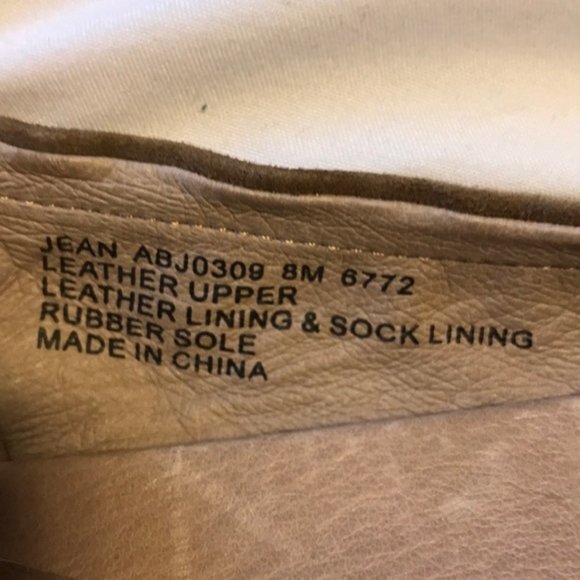 JEAN ABJ0309 8M 6772
LEATHER UPPER
LEATHER LINING & SOCK LINING
RUBBER SOLE
MADE IN CHINA